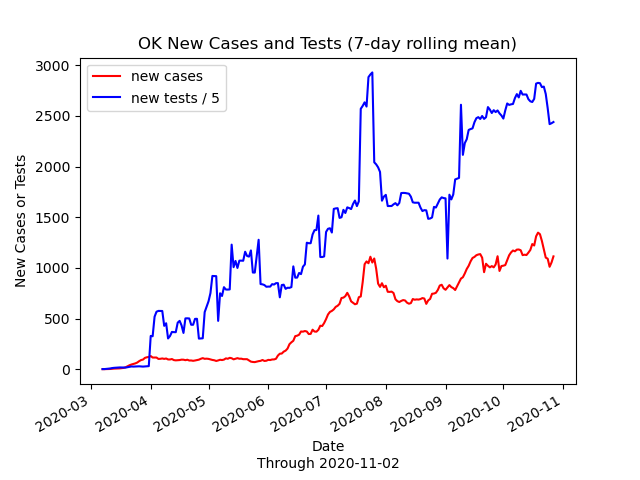 OK New Cases and Tests (7-day rolling mean)
new cases
new tests / 5
New Cases or Tests
3000
2500
2000
1500
1000
500
0
2020-03
2020-04
2020-05
2020-06
2020-07
2020-08
2020-09
2020-10
2020-11
Date
Through 2020-11-02